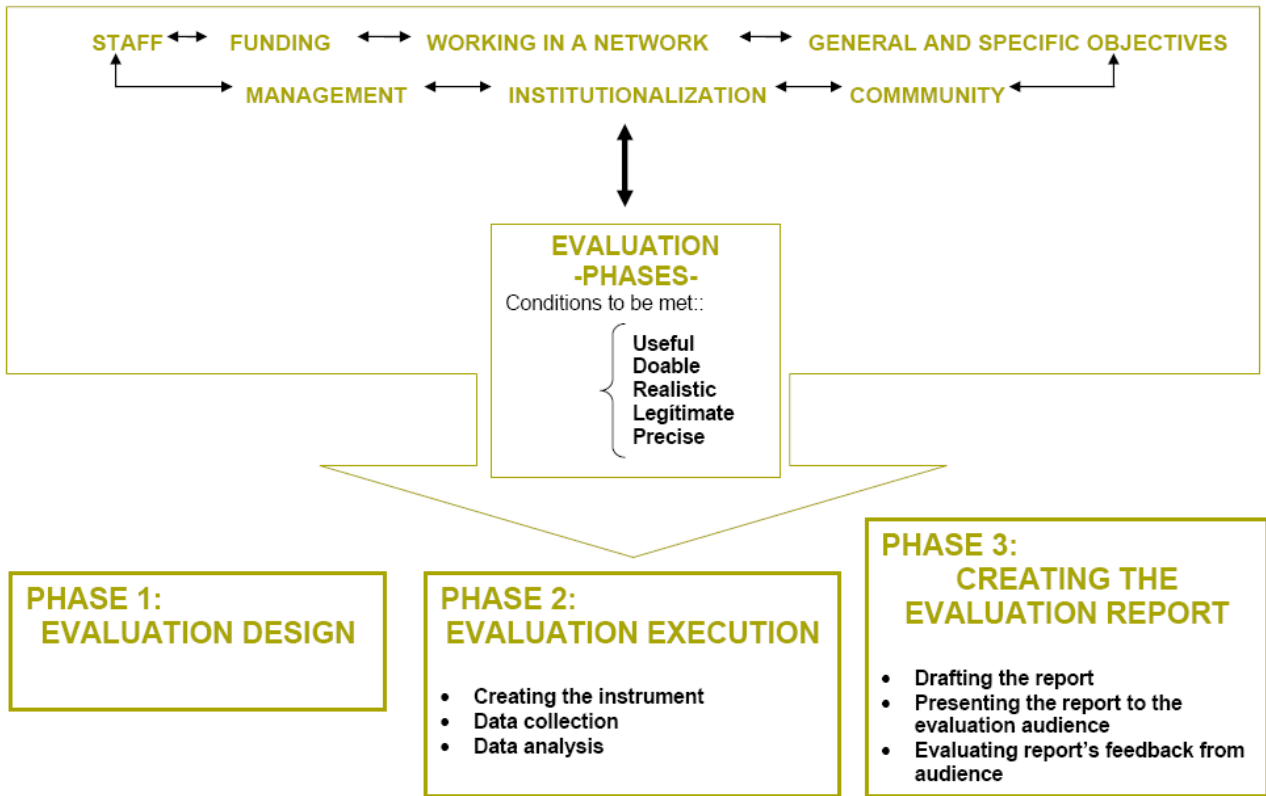 STAFF FUNDING WORKING IN A NETWORK GENERAL AND SPECIFIC OBJECTIVES
MANAGEMENT INSTITUTIONALIZATION COMMMUNITY
EVALUATION
-PHASES-
Conditions to be met::
Useful
Doable
Realistic
Legítimate
Precise
PHASE 1:
EVALUATION DESIGN
PHASE 2:
EVALUATION EXECUTION
• Creating the instrument
• Data collection
• Data analysis
PHASE 3:
CREATING THE
EVALUATION REPORT
• Drafting the report
• Presenting the report to the
evaluation audience
• Evaluating report’s feedback from
audience